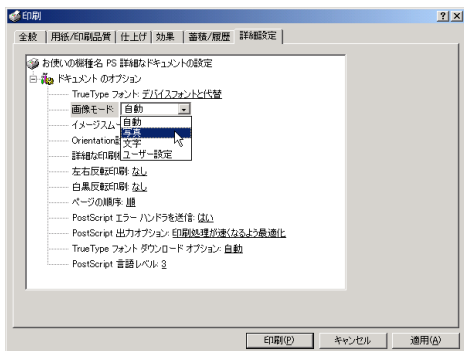 印刷
全般 用紙/印刷品質 仕上げ 効果 蓄積/履歴 詳細設定
お使いの機種名 PS 詳細なドキュメントの設定
ドキュメントのオプション
TrueType フォント: デバイスフォントと代替
画像モード: 自動
イメージスム
自動
写真
Orientation
文字
詳細な印刷
ユーザー設定
左右反転印刷: なし
白黒反転印刷: なし
ページの順序: 順
PostScript エラー ハンドラを送信: はい
PostScript 出力オプション: 印刷処理が速くなるよう最適化
TrueType フォント ダウンロード オプション: 自動
PostScript 言語レベル: 3
印刷(P) キャンセル 適用(A)